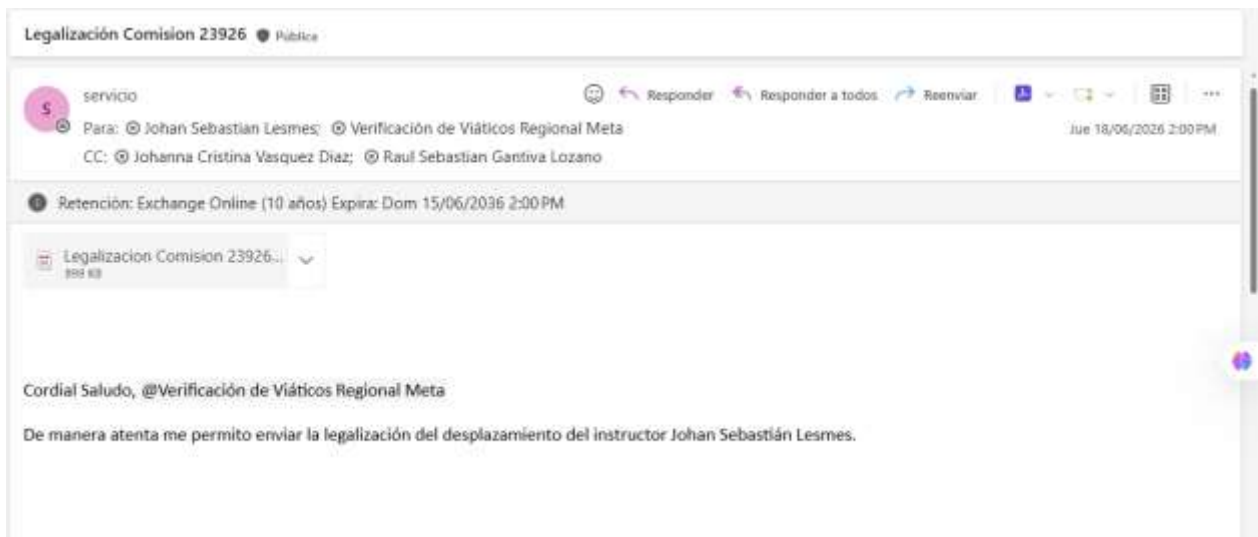 Legalización Comision 23926 Pública
servicio
Responder Responder a todos Reenviar
S
Para: Johan Sebastian Lesmes; Verificación de Viáticos Regional Meta
Jue 18/06/2026 2:00 PM
CC: Johanna Cristina Vasquez Diaz; Raul Sebastian Gantiva Lozano
Retención: Exchange Online (10 años) Expira: Dom 15/06/2036 2:00 PM
Legalizacion Comision 23926...
Cordial Saludo, @Verificación de Viáticos Regional Meta
De manera atenta me permito enviar la legalización del desplazamiento del instructor Johan Sebastián Lesmes.